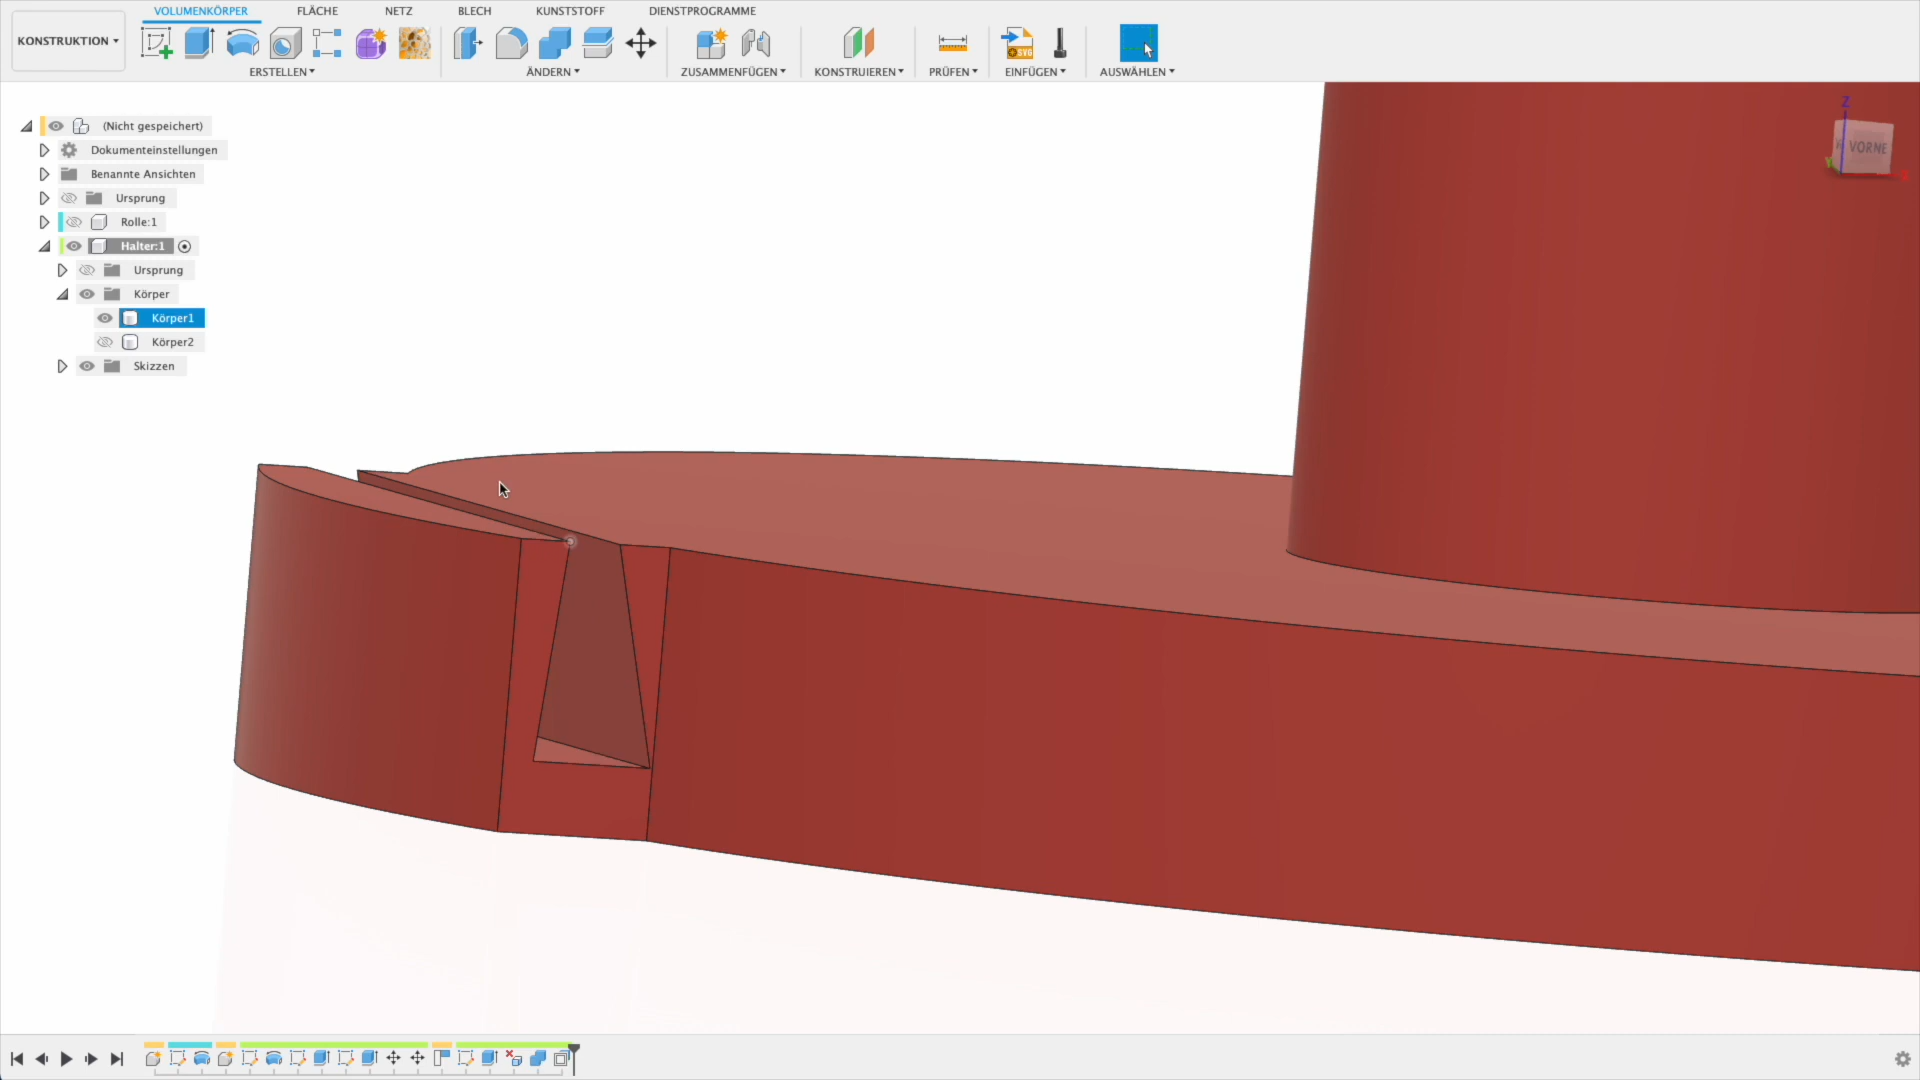 VOLUMENKÖRPER FLÄCHE NETZ BLECH KUNSTSTOFF DIENSTPROGRAMME
KONSTRUKTION
ERSTELLEN ÄNDERN ZUSAMMENFÜGEN KONSTRUIEREN PRÜFEN EINFÜGEN AUSWÄHLEN
SVG
(Nicht gespeichert)
Dokumenteinstellungen
Benannte Ansichten
Ursprung
Rolle:1
Halter:1
Ursprung
Körper
Körper1
Körper2
Skizzen
Z
VORNE